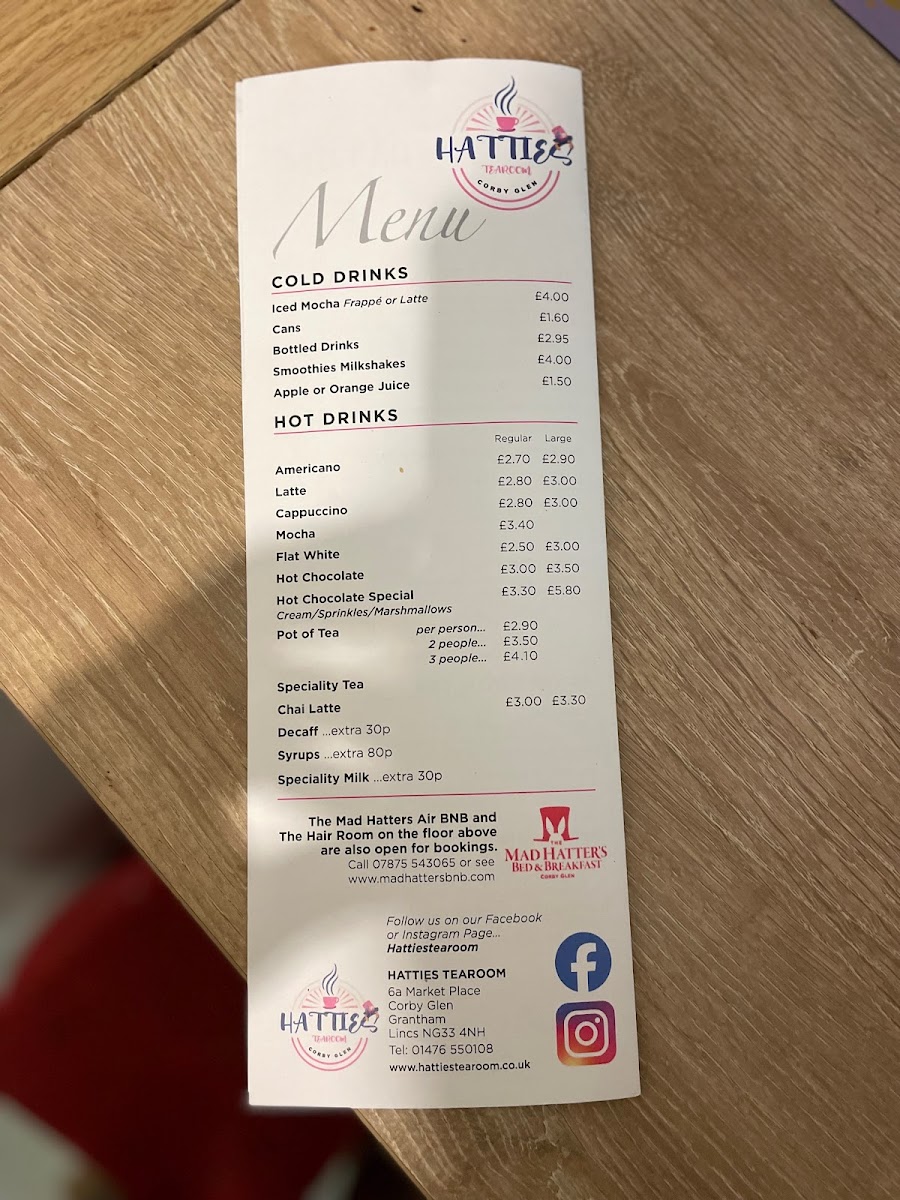 HATTIES
TEAROOM
CORBY GLEN
Menu
COLD DRINKS
Iced Mocha Frappé or Latte £4.00
Cans £1.60
Bottled Drinks £2.95
Smoothies Milkshakes £4.00
Apple or Orange Juice £1.50
HOT DRINKS
Regular Large
Americano £2.70 £2.90
Latte £2.80 £3.00
Cappuccino £2.80 £3.00
Mocha £3.40
Flat White £2.50 £3.00
Hot Chocolate £3.00 £3.50
Hot Chocolate Special £3.30 £5.80
Cream/Sprinkles/Marshmallows
Pot of Tea per person... £2.90
2 people... £3.50
3 people... £4.10
Speciality Tea
Chai Latte £3.00 £3.30
Decaff ...extra 30p
Syrups ...extra 80p
Speciality Milk ...extra 30p
The Mad Hatters Air BNB and
The Hair Room on the floor above
are also open for bookings.
Call 07875 543065 or see
www.madhattersbnb.com
THE
MAD HATTER'S
BED & BREAKFAST
CORBY GLEN
Follow us on our Facebook
or Instagram Page...
Hattiestearoom
HATTIES TEAROOM
6a Market Place
Corby Glen
Grantham
Lincs NG33 4NH
Tel: 01476 550108
www.hattiestearoom.co.uk
HATTIES
TEAROOM
CORBY GLEN